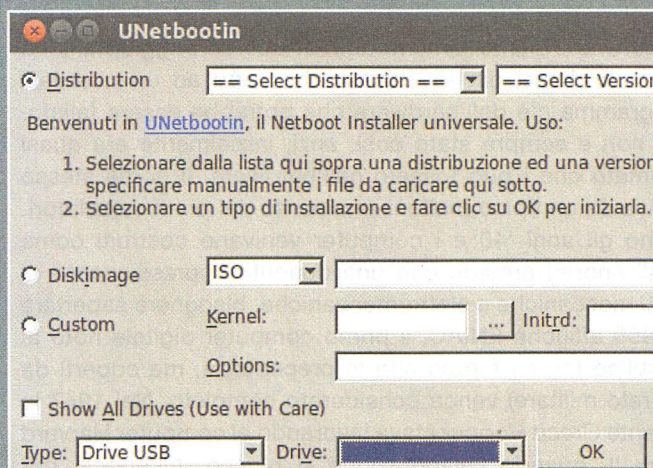 UNetbootin
Distribution == Select Distribution == == Select Version
Benvenuti in UNetbootin, il Netboot Installer universale. Uso:
1. Selezionare dalla lista qui sopra una distribuzione ed una version
specificare manualmente i file da caricare qui sotto.
2. Selezionare un tipo di installazione e fare clic su OK per iniziarla.
Diskimage ISO
Custom Kernel: ... Initrd:
Options:
Show All Drives (Use with Care)
Type: Drive USB Drive: OK